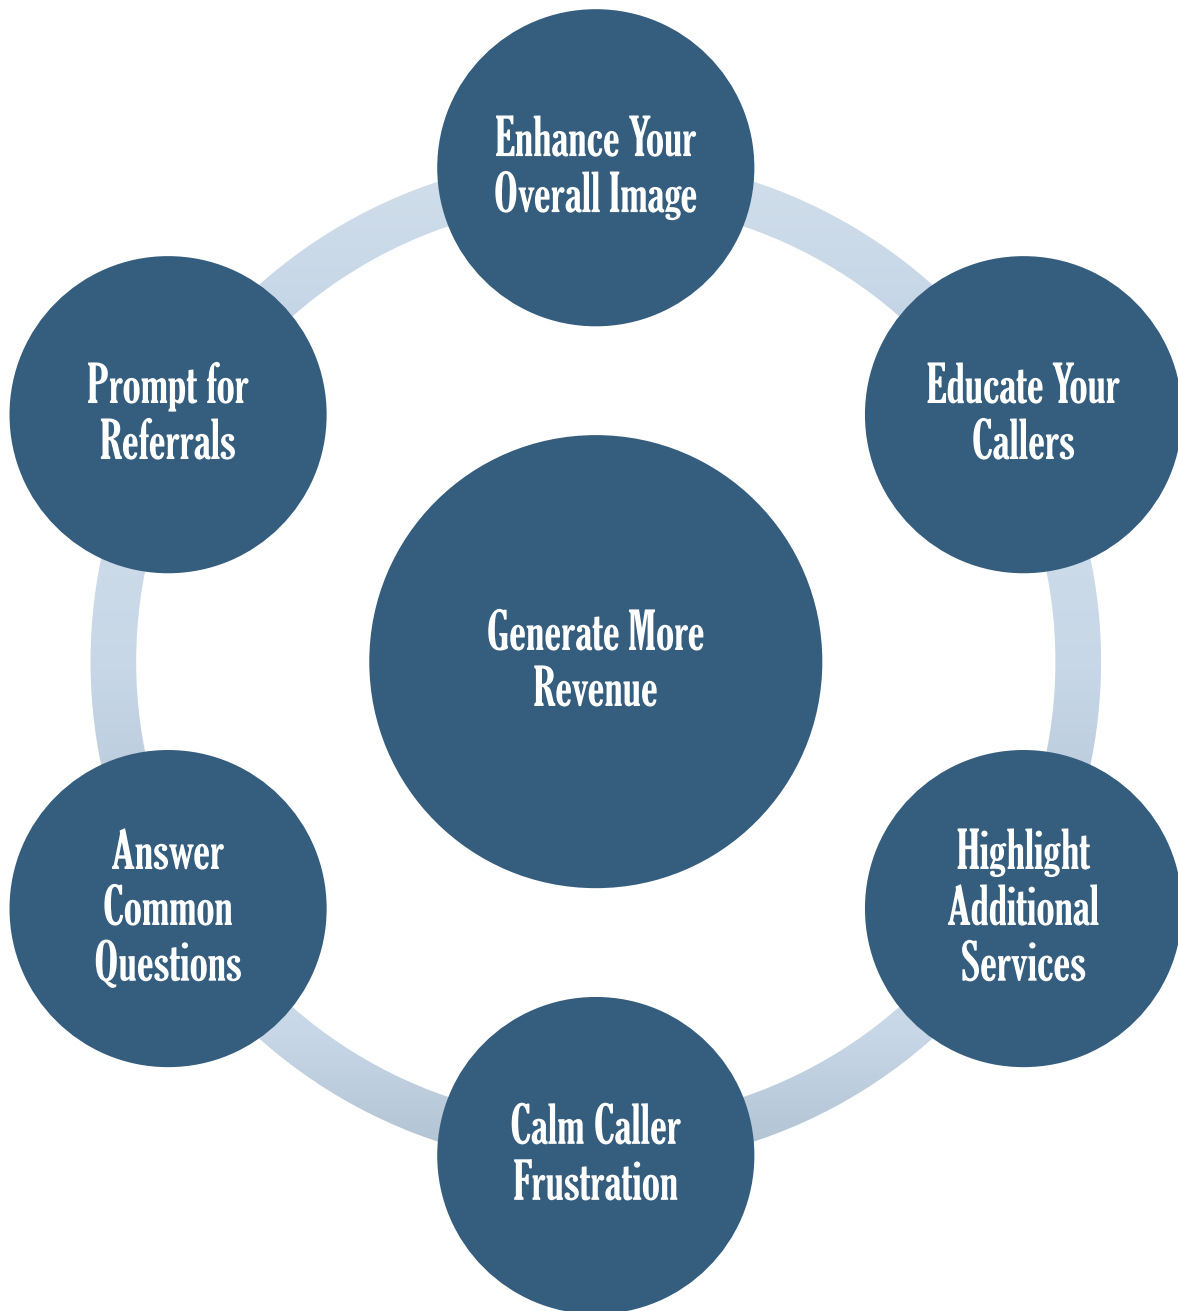 Enhance Your
Overall Image
Educate Your
Callers
Highlight
Additional
Services
Calm Caller
Frustration
Answer
Common
Questions
Prompt for
Referrals
Generate More
Revenue